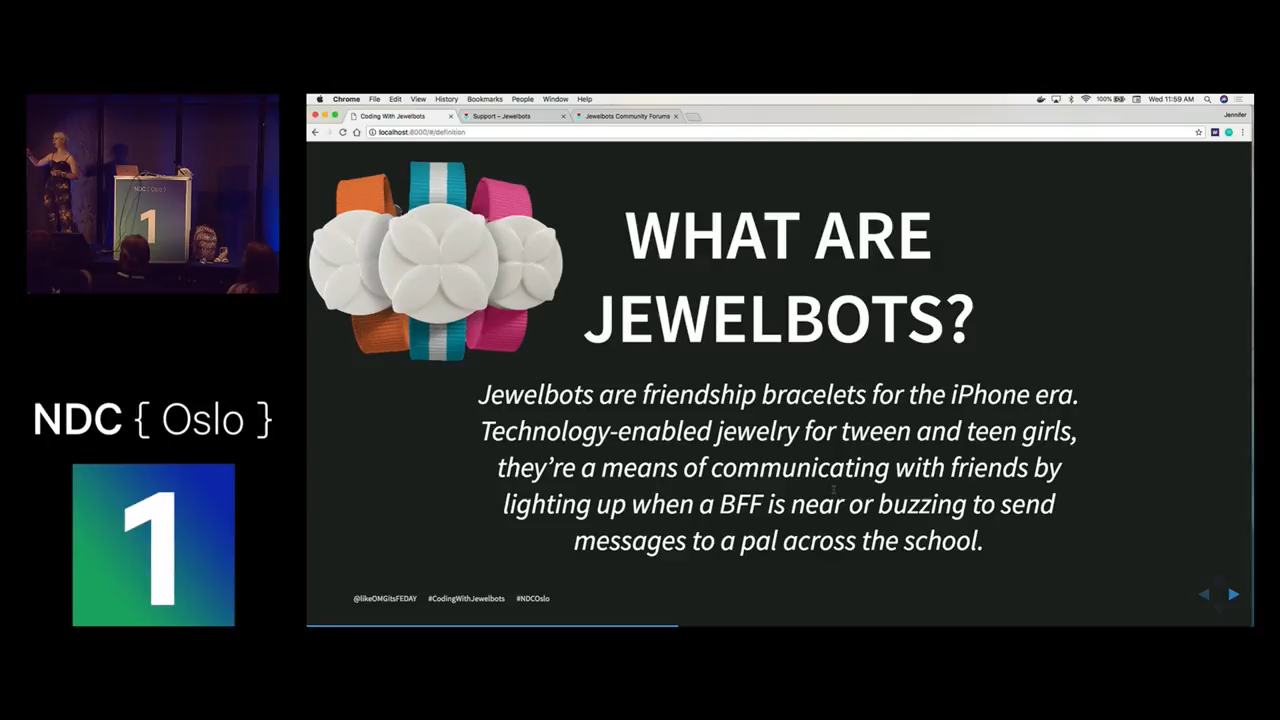 Chrome File Edit View History Bookmarks People Window Help 100% Wed 11:59 AM
Coding With Jewelbots Support – Jewelbots Jewelbots Community Forums Jennifer
localhost:8000/#/definition
NDC { Oslo }
1
WHAT ARE
JEWELBOTS?
Jewelbots are friendship bracelets for the iPhone era.
Technology-enabled jewelry for tween and teen girls,
they’re a means of communicating with friends by
lighting up when a BFF is near or buzzing to send
messages to a pal across the school.
@likeOMGitsFEDAY #CodingWithJewelbots #NDCOslo
NDC { Oslo }
1